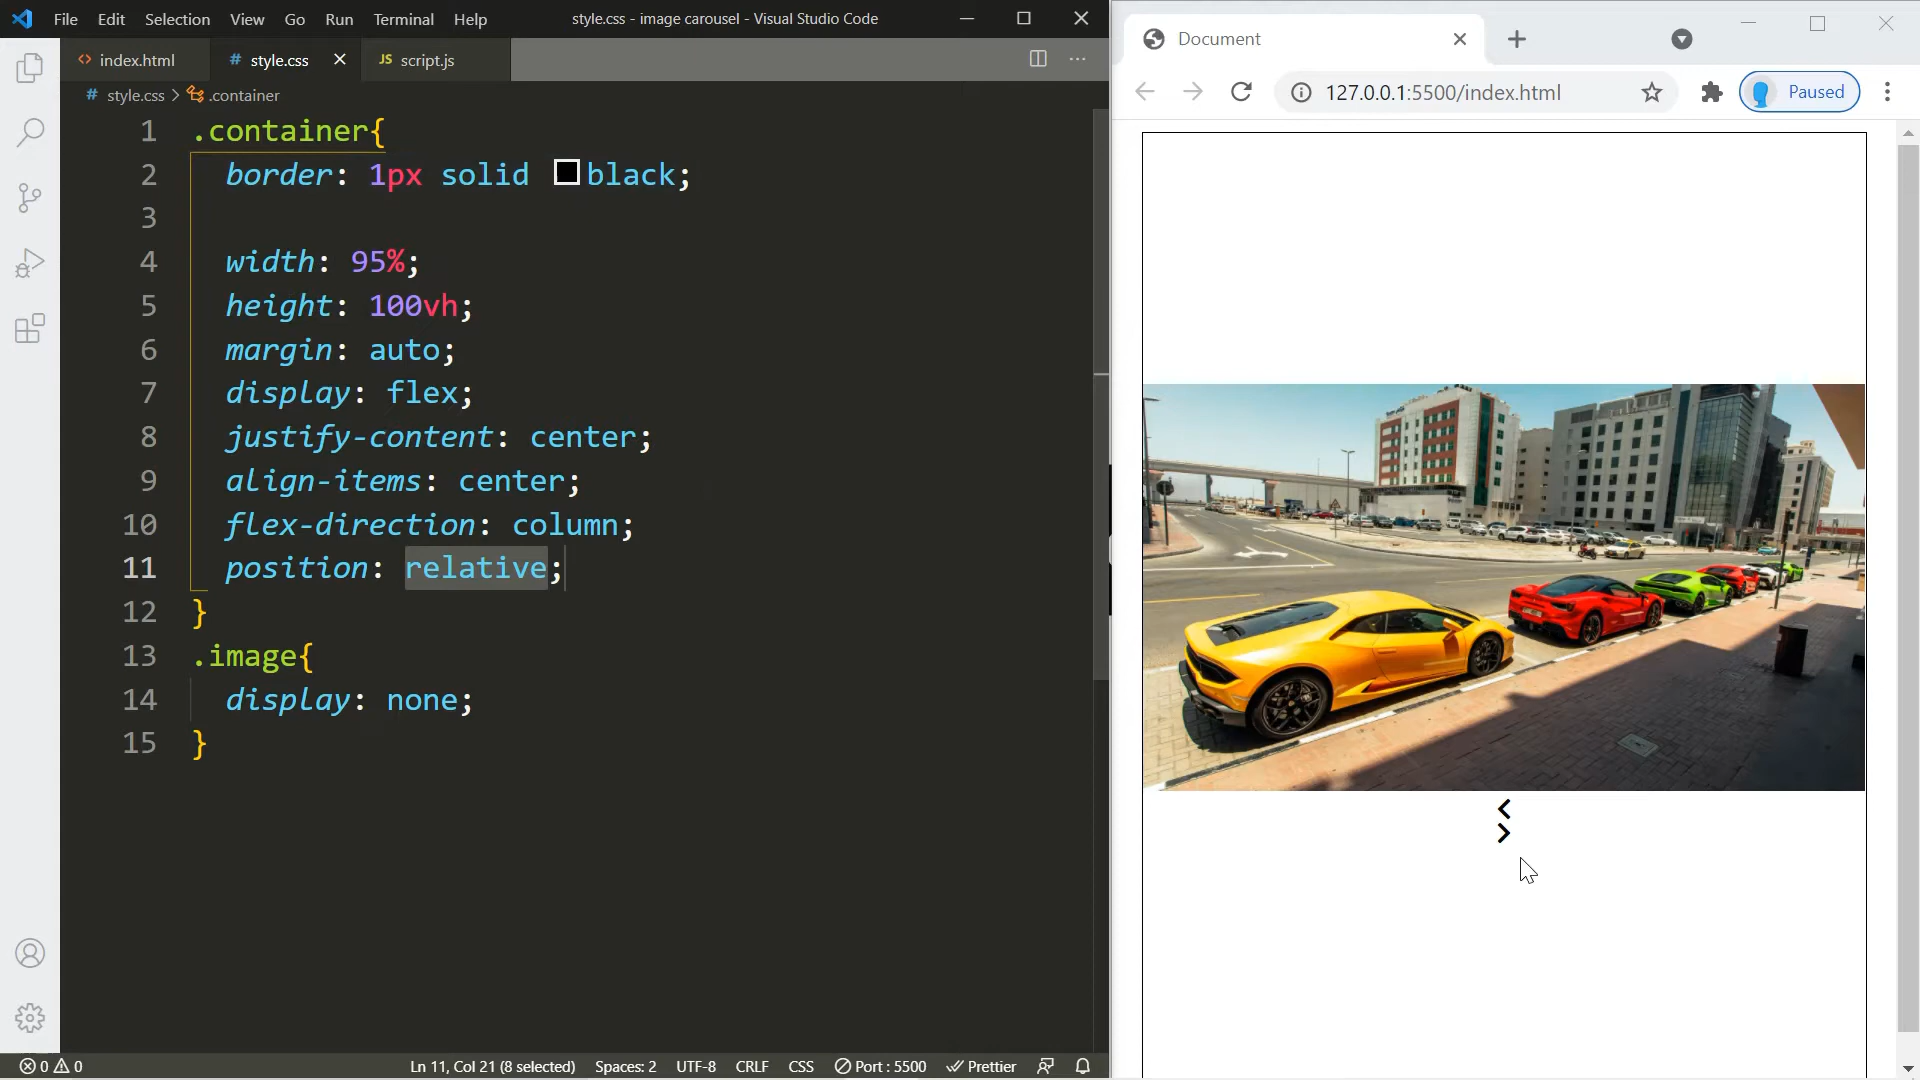 File Edit Selection View Go Run Terminal Help style.css - image carousel - Visual Studio Code
index.html # style.css JS script.js
# style.css > .container
1 .container{
2 border: 1px solid black;
3
4 width: 95%;
5 height: 100vh;
6 margin: auto;
7 display: flex;
8 justify-content: center;
9 align-items: center;
10 flex-direction: column;
11 position: relative;
12 }
13 .image{
14 display: none;
15 }
0 0 Ln 11, Col 21 (8 selected) Spaces: 2 UTF-8 CRLF CSS Port : 5500 Prettier
Document
127.0.0.1:5500/index.html Paused